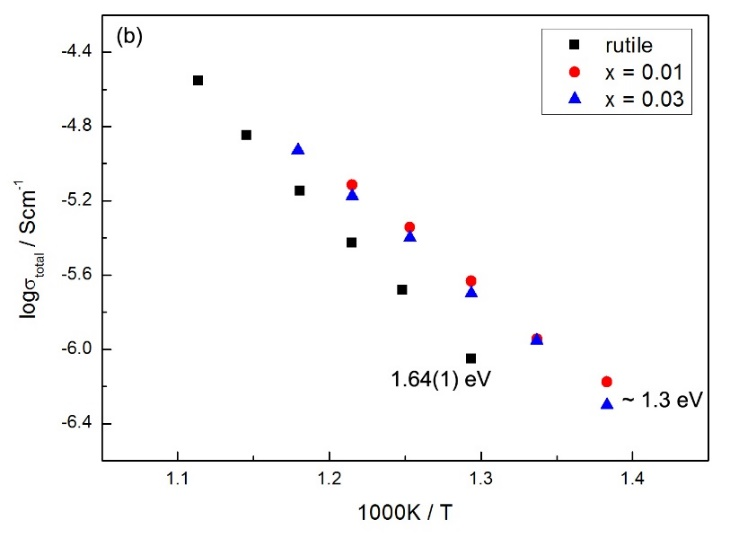 (b)
rutile
x = 0.01
x = 0.03
-4.4
-4.8
-5.2
-5.6
-6.0
-6.4
logσtotal / Scm-1
1.64(1) eV
~ 1.3 eV
1.1
1.2
1.3
1.4
1000K / T